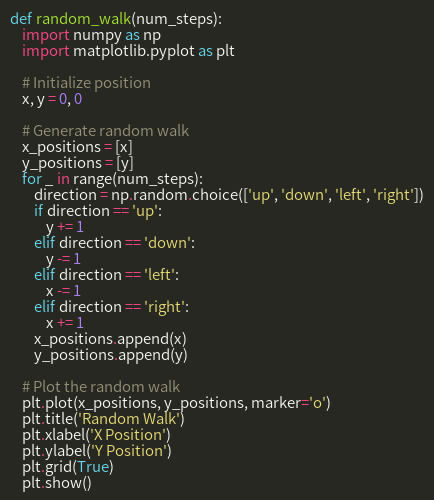 def random_walk(num_steps):
    import numpy as np
    import matplotlib.pyplot as plt

    # Initialize position
    x, y = 0, 0

    # Generate random walk
    x_positions = [x]
    y_positions = [y]
    for _ in range(num_steps):
        direction = np.random.choice(['up', 'down', 'left', 'right'])
        if direction == 'up':
            y += 1
        elif direction == 'down':
            y -= 1
        elif direction == 'left':
            x -= 1
        elif direction == 'right':
            x += 1
        x_positions.append(x)
        y_positions.append(y)

    # Plot the random walk
    plt.plot(x_positions, y_positions, marker='o')
    plt.title('Random Walk')
    plt.xlabel('X Position')
    plt.ylabel('Y Position')
    plt.grid(True)
    plt.show()